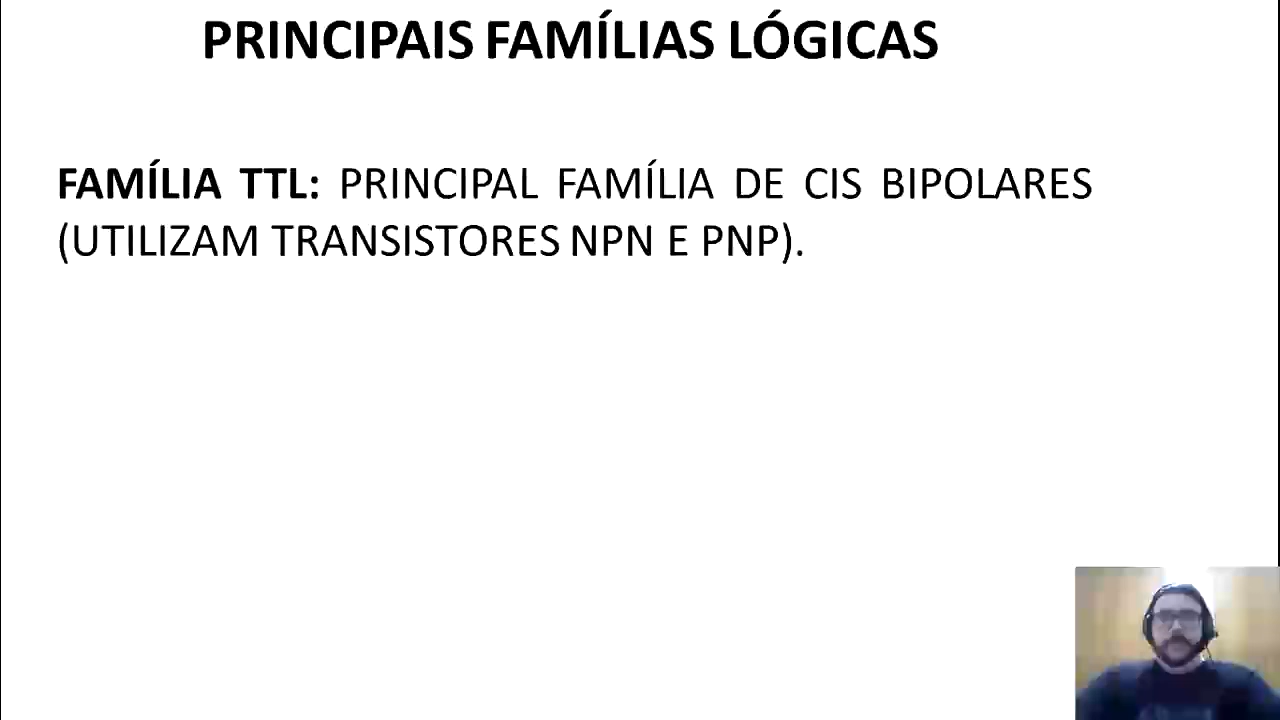 PRINCIPAIS FAMÍLIAS LÓGICAS
FAMÍLIA TTL: PRINCIPAL FAMÍLIA DE CIS BIPOLARES
(UTILIZAM TRANSISTORES NPN E PNP).